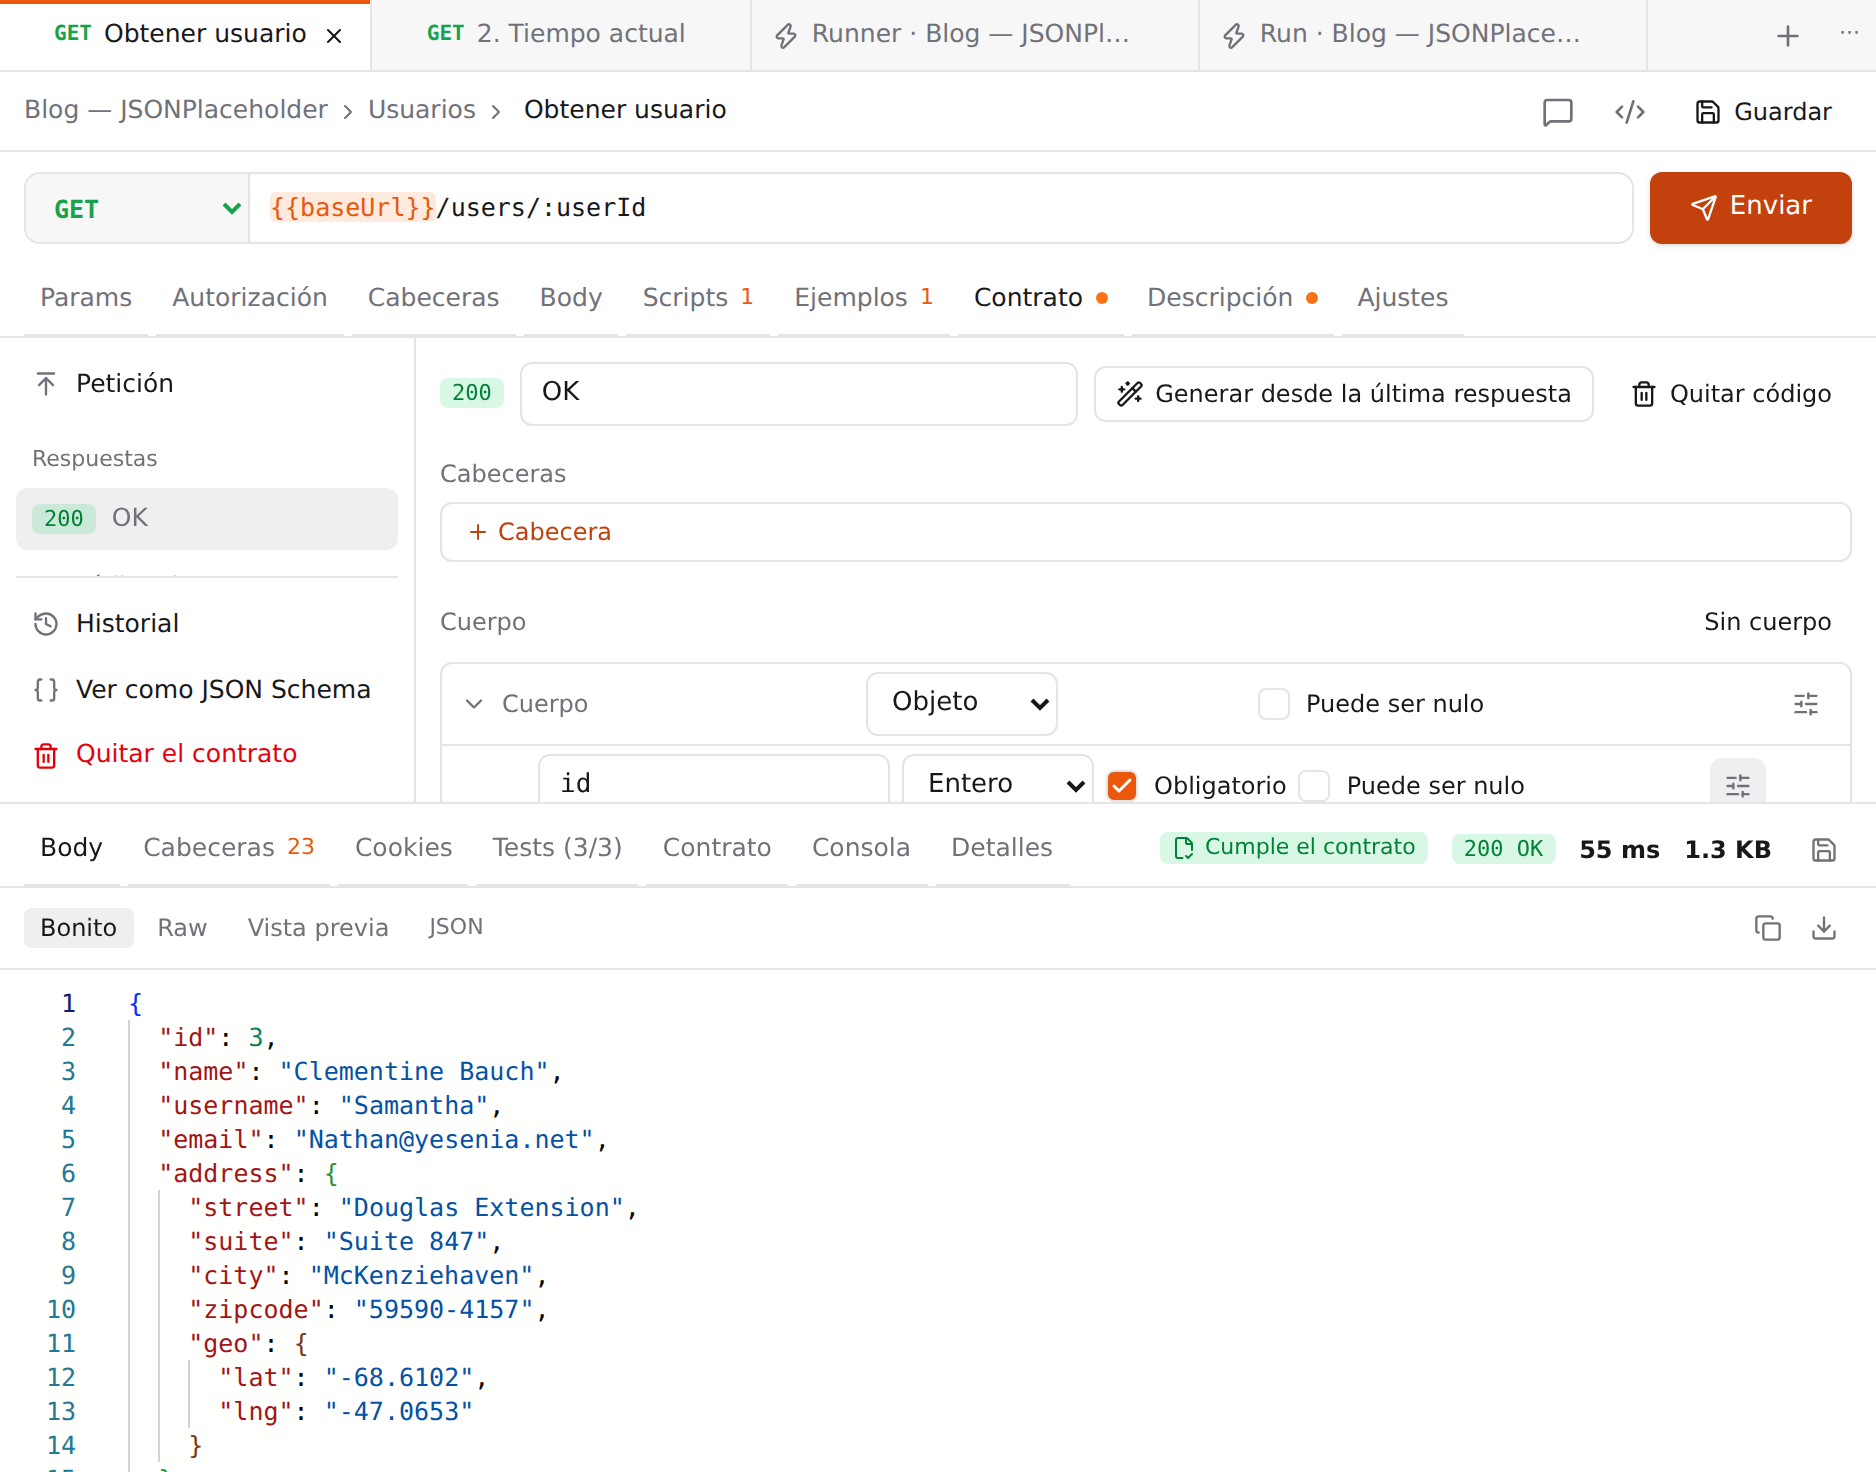 GET Obtener usuario
GET 2. Tiempo actual
Runner · Blog — JSONPl...
Run · Blog — JSONPlace...
Blog — JSONPlaceholder > Usuarios > Obtener usuario
Guardar
GET
{{baseUrl}}/users/:userId
Enviar
Params Autorización Cabeceras Body Scripts 1 Ejemplos 1 Contrato Descripción Ajustes
Petición
Respuestas
200 OK
Historial
Ver como JSON Schema
Quitar el contrato
200 OK Generar desde la última respuesta Quitar código
Cabeceras
+ Cabecera
Cuerpo Sin cuerpo
Cuerpo Objeto Puede ser nulo
id Entero Obligatorio Puede ser nulo
Body Cabeceras 23 Cookies Tests (3/3) Contrato Consola Detalles Cumple el contrato 200 OK 55 ms 1.3 KB
Bonito Raw Vista previa JSON
1 {
2 "id": 3,
3 "name": "Clementine Bauch",
4 "username": "Samantha",
5 "email": "Nathan@yesenia.net",
6 "address": {
7 "street": "Douglas Extension",
8 "suite": "Suite 847",
9 "city": "McKenziehaven",
10 "zipcode": "59590-4157",
11 "geo": {
12 "lat": "-68.6102",
13 "lng": "-47.0653"
14 }